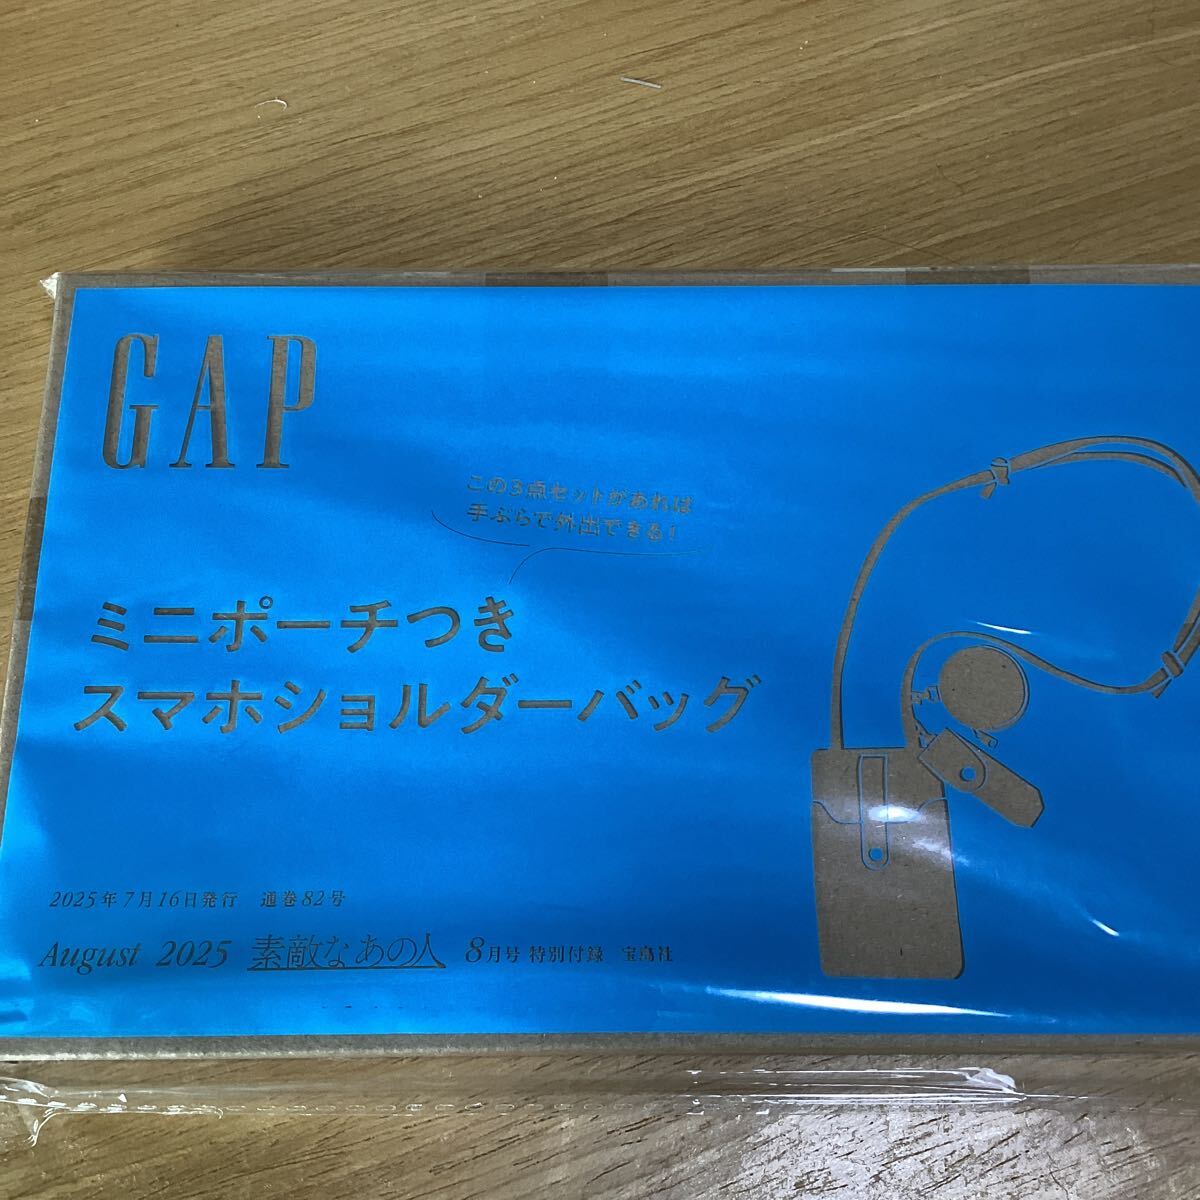 GAP
この3点セットがあれば
手ぶらで外出できる!
ミニポーチつき
スマホショルダーバッグ
2025年7月16日発行 通巻82号
August 2025 素敵なあの人 8月号 特別付録 宝島社